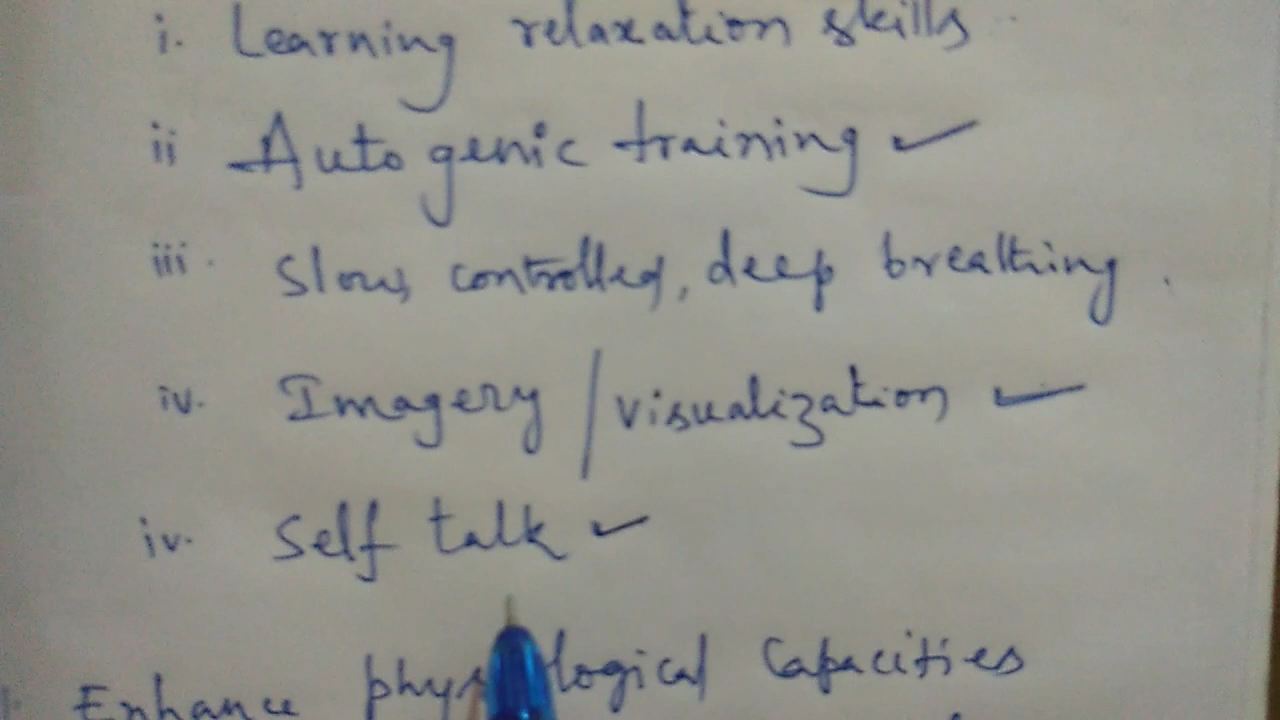 i. Learning relaxation skills
ii Autogenic training ✓
iii. Slow, controlled, deep breathing.
iv. Imagery / visualization ✓
iv. Self talk ✓
Enhance capacities